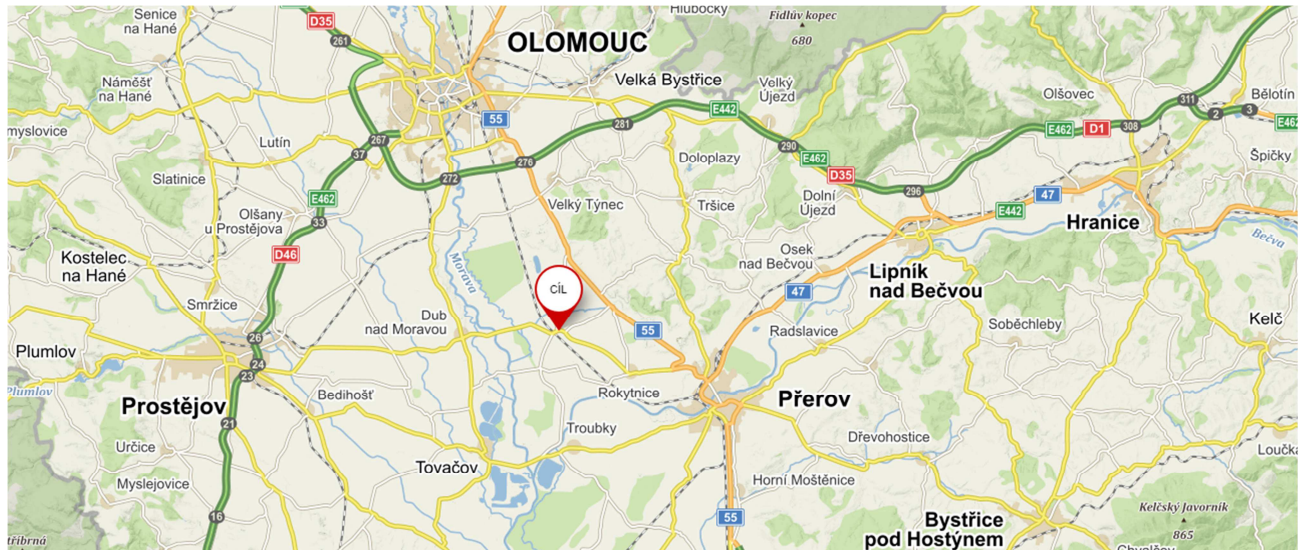 Senice
na Hané
D35
261
OLOMOUC
Hlubočky
Fidlův kopec
680
Náměšť
na Hané
Velká Bystřice
Velký
Újezd
Olšovec
Bělotín
myslovice
Lutín
55
281
E442
E462
D1
308
311
2
3
E462
267
37
276
290
E462
D35
Doloplazy
Špičky
Slatinice
272
E462
33
296
47
Olšany
u Prostějova
Velký Týnec
Tršice
Dolní
Újezd
E442
Hranice
D46
Morava
Osek
nad Bečvou
Bečva
Kostelec
na Hané
CÍL
47
Lipník
nad Bečvou
Smržice
Dub
nad Moravou
55
Radslavice
Soběchleby
Kelč
26
Plumlov
24
23
Plumlov
Prostějov
Bedihošť
Rokytnice
Přerov
21
Troubky
Dřevohostice
Určice
Tovačov
Loučka
Myslejovice
Horní Moštěnice
16
55
Bystřice
pod Hostýnem
Kelčský Javorník
865
tříbrná
Chvalčov